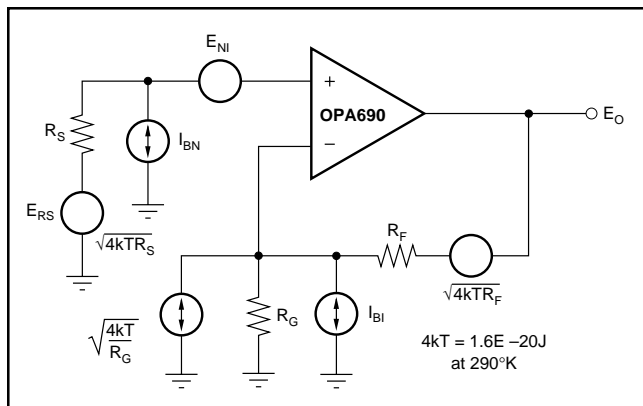 E_NI
+
OPA690
−
E_O
R_S
I_BN
E_RS
√4kTR_S
R_F
√4kTR_F
√4kT/R_G
R_G
I_BI
4kT = 1.6E –20J
at 290°K